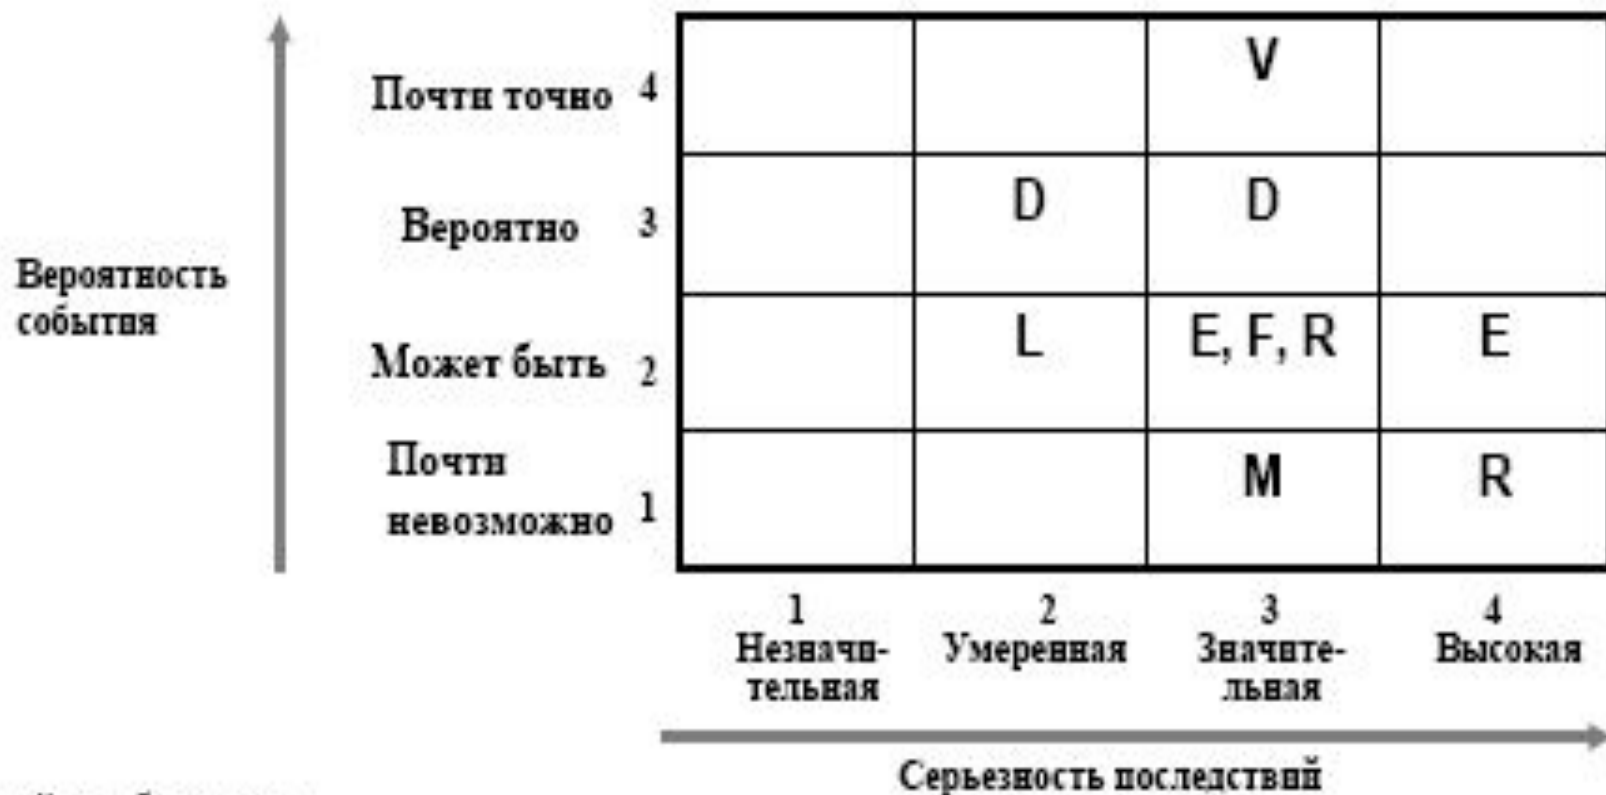 V
Почти точно 4
D D
Вероятно 3
Вероятность
события
L E, F, R E
Может быть 2
Почти
невозможно 1
M R
1 2 3 4
Незначи-
тельная
Умеренная
Значите-
льная
Высокая
Серьезность последствий